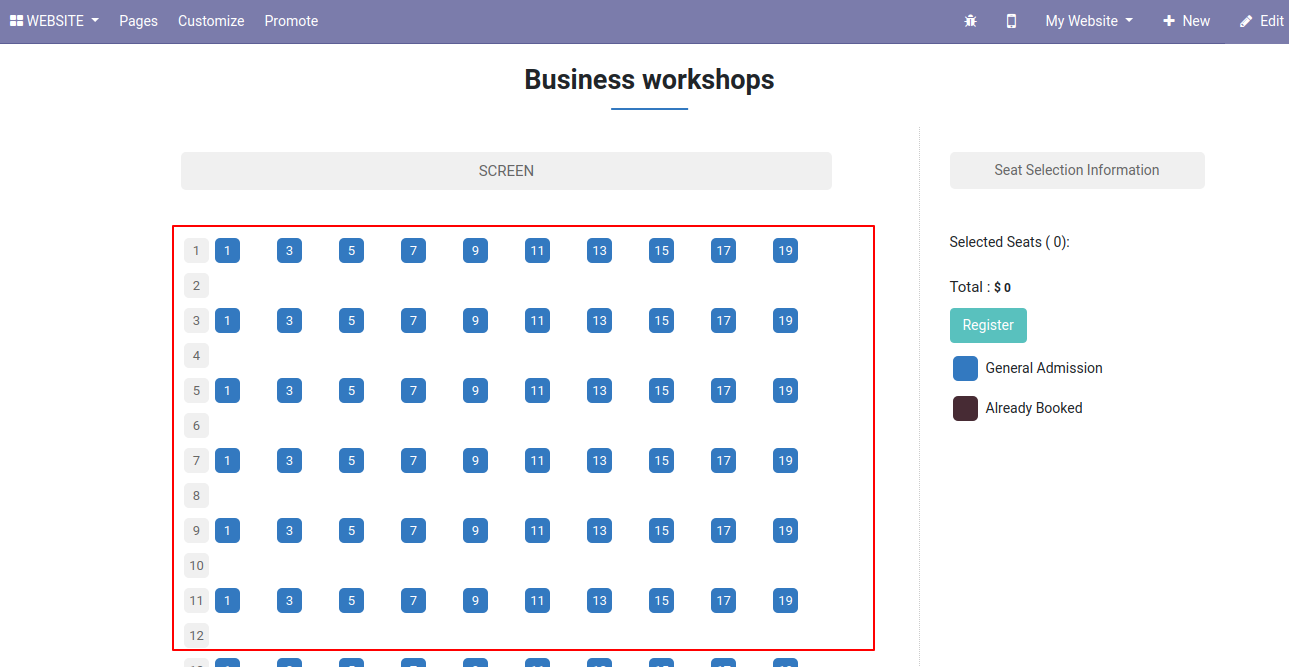 WEBSITE Pages Customize Promote My Website New Edit
Business workshops
SCREEN
1 1 3 5 7 9 11 13 15 17 19
2
3 1 3 5 7 9 11 13 15 17 19
4
5 1 3 5 7 9 11 13 15 17 19
6
7 1 3 5 7 9 11 13 15 17 19
8
9 1 3 5 7 9 11 13 15 17 19
10
11 1 3 5 7 9 11 13 15 17 19
12
Seat Selection Information
Selected Seats ( 0):
Total : $ 0
Register
General Admission
Already Booked